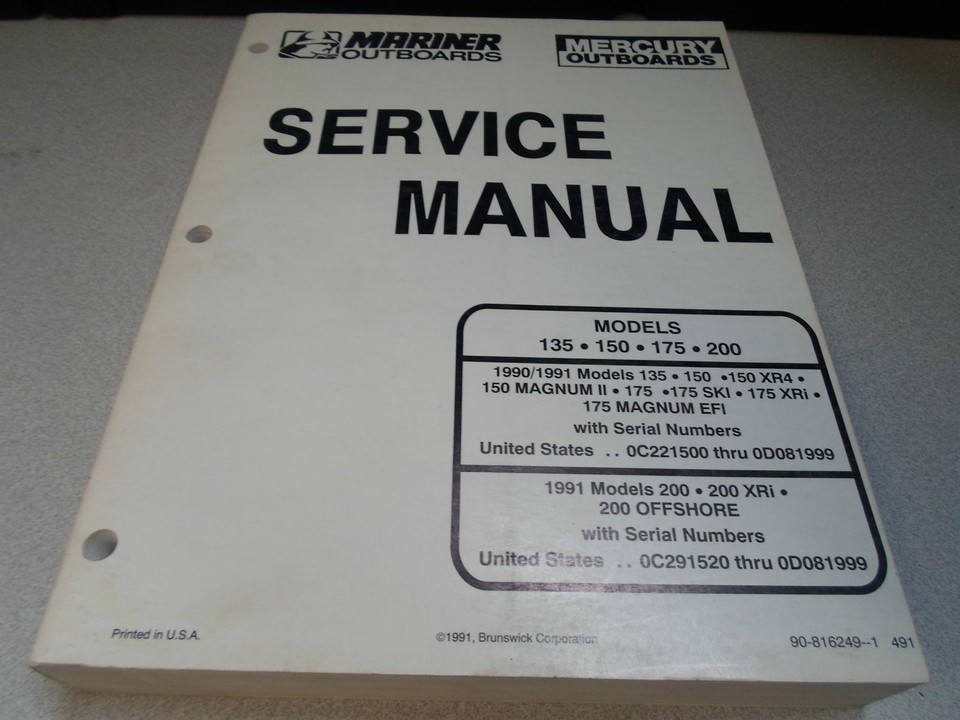 MARINER
OUTBOARDS
MERCURY
OUTBOARDS
SERVICE
MANUAL
MODELS
135 • 150 • 175 • 200
1990/1991 Models 135 • 150 •150 XR4 •
150 MAGNUM II • 175 •175 SKI • 175 XRi •
175 MAGNUM EFI
with Serial Numbers
United States .. 0C221500 thru 0D081999
1991 Models 200 • 200 XRi •
200 OFFSHORE
with Serial Numbers
United States .. 0C291520 thru 0D081999
Printed in U.S.A.
©1991, Brunswick Corporation
90-816249--1 491